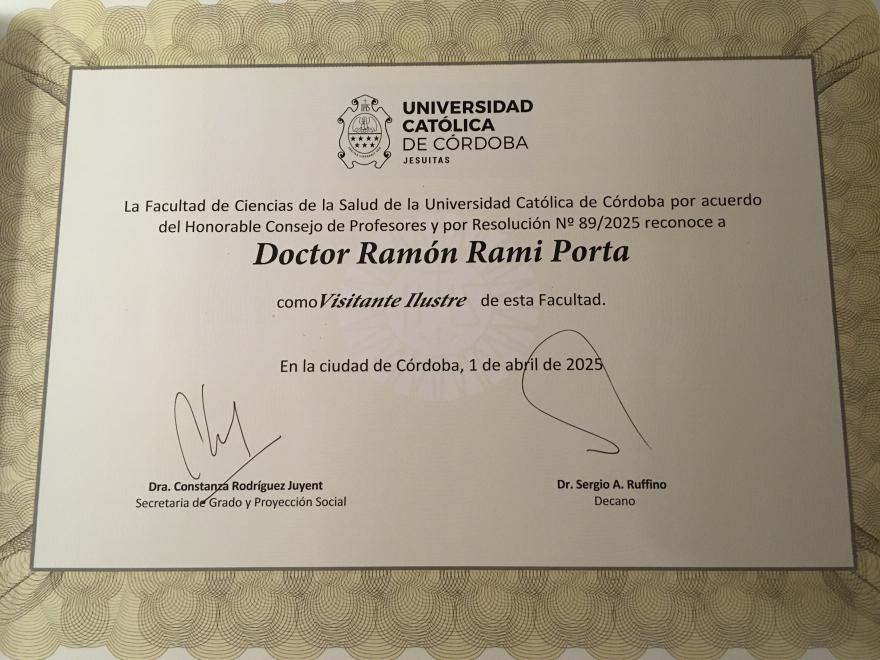 IHS
UNIVERSIDAD
CATÓLICA
DE CÓRDOBA
JESUITAS
La Facultad de Ciencias de la Salud de la Universidad Católica de Córdoba por acuerdo
del Honorable Consejo de Profesores y por Resolución Nº 89/2025 reconoce a
Doctor Ramón Rami Porta
como Visitante Ilustre de esta Facultad.
En la ciudad de Córdoba, 1 de abril de 2025
Dra. Constanza Rodríguez Juyent
Secretaria de Grado y Proyección Social
Dr. Sergio A. Ruffino
Decano